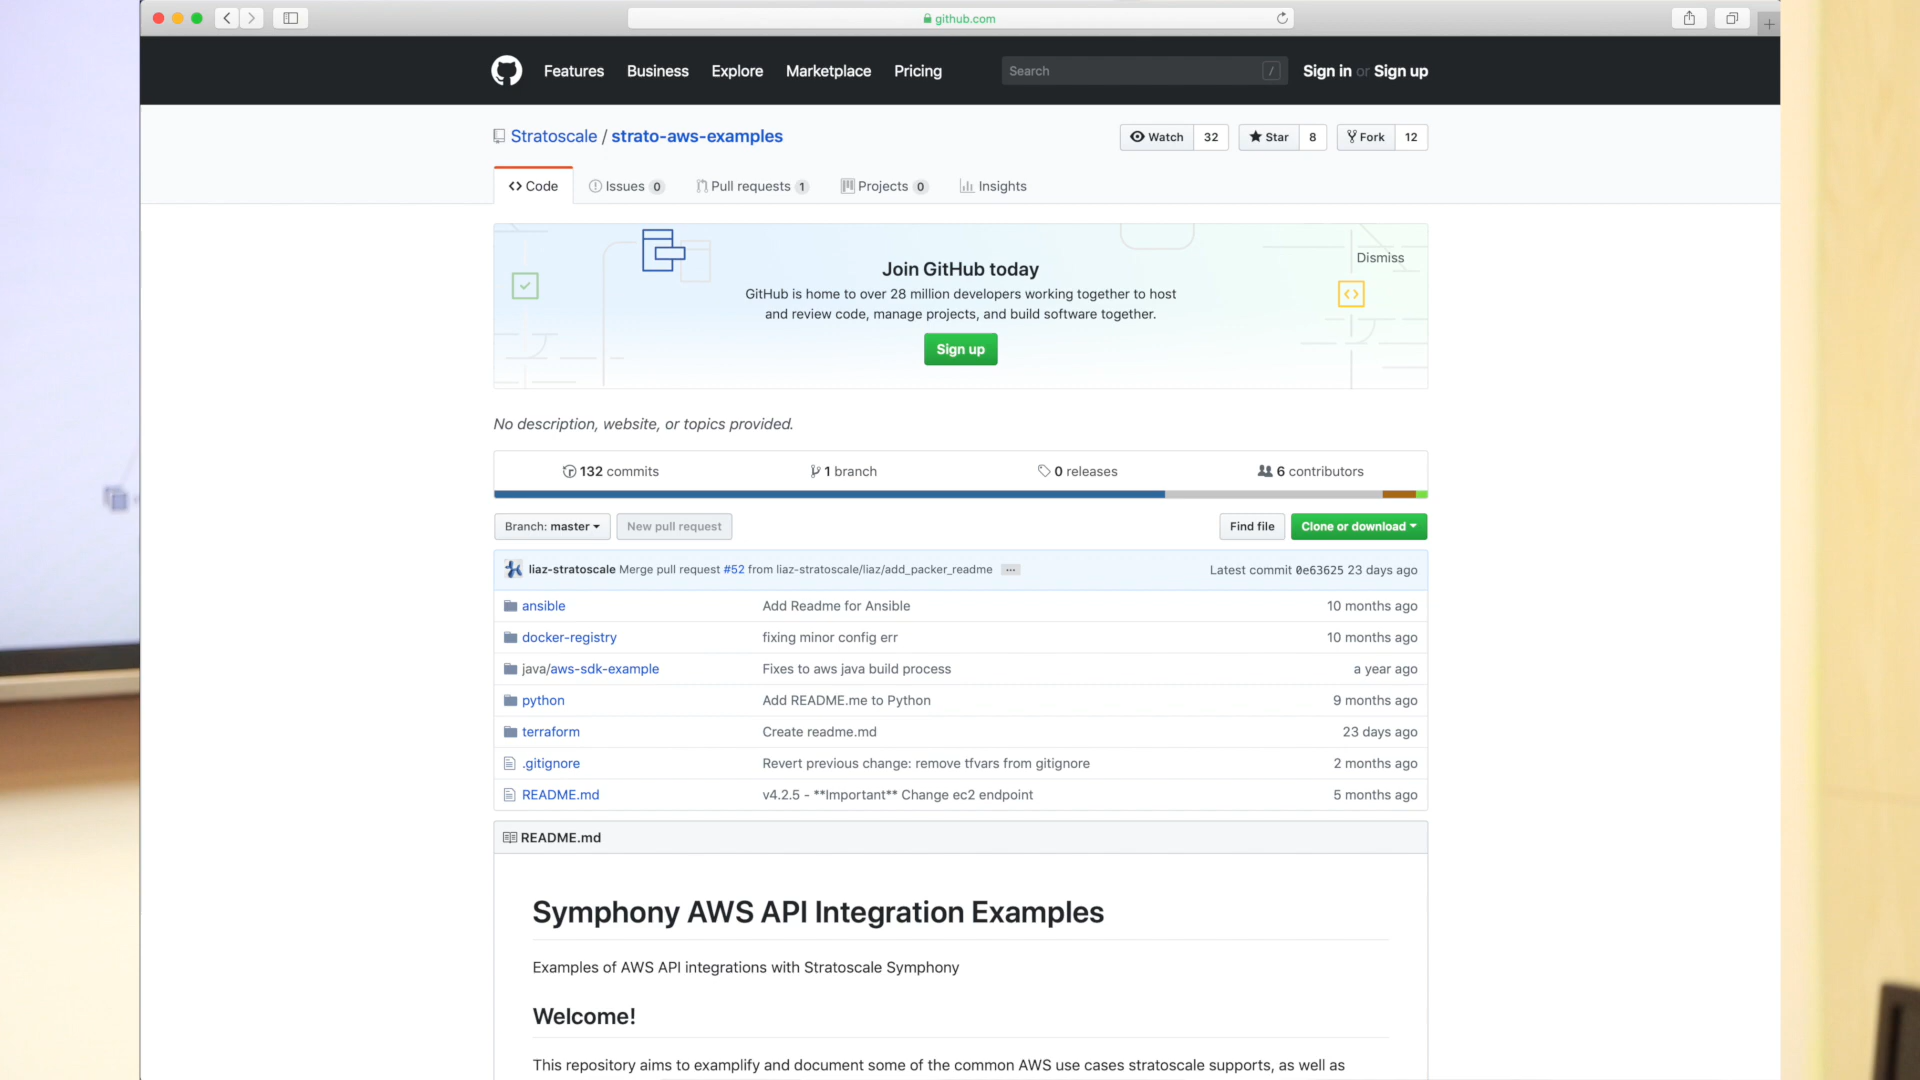 github.com
Features Business Explore Marketplace Pricing Search / Sign in or Sign up
Stratoscale / strato-aws-examples Watch 32 Star 8 Fork 12
Code Issues 0 Pull requests 1 Projects 0 Insights
Dismiss
Join GitHub today
GitHub is home to over 28 million developers working together to host
and review code, manage projects, and build software together.
Sign up
No description, website, or topics provided.
132 commits 1 branch 0 releases 6 contributors
Branch: master New pull request Find file Clone or download
liaz-stratoscale Merge pull request #52 from liaz-stratoscale/liaz/add_packer_readme ... Latest commit 0e63625 23 days ago
ansible Add Readme for Ansible 10 months ago
docker-registry fixing minor config err 10 months ago
java/aws-sdk-example Fixes to aws java build process a year ago
python Add README.me to Python 9 months ago
terraform Create readme.md 23 days ago
.gitignore Revert previous change: remove tfvars from gitignore 2 months ago
README.md v4.2.5 - **Important** Change ec2 endpoint 5 months ago
README.md
Symphony AWS API Integration Examples
Examples of AWS API integrations with Stratoscale Symphony
Welcome!
This repository aims to examplify and document some of the common AWS use cases stratoscale supports, as well as